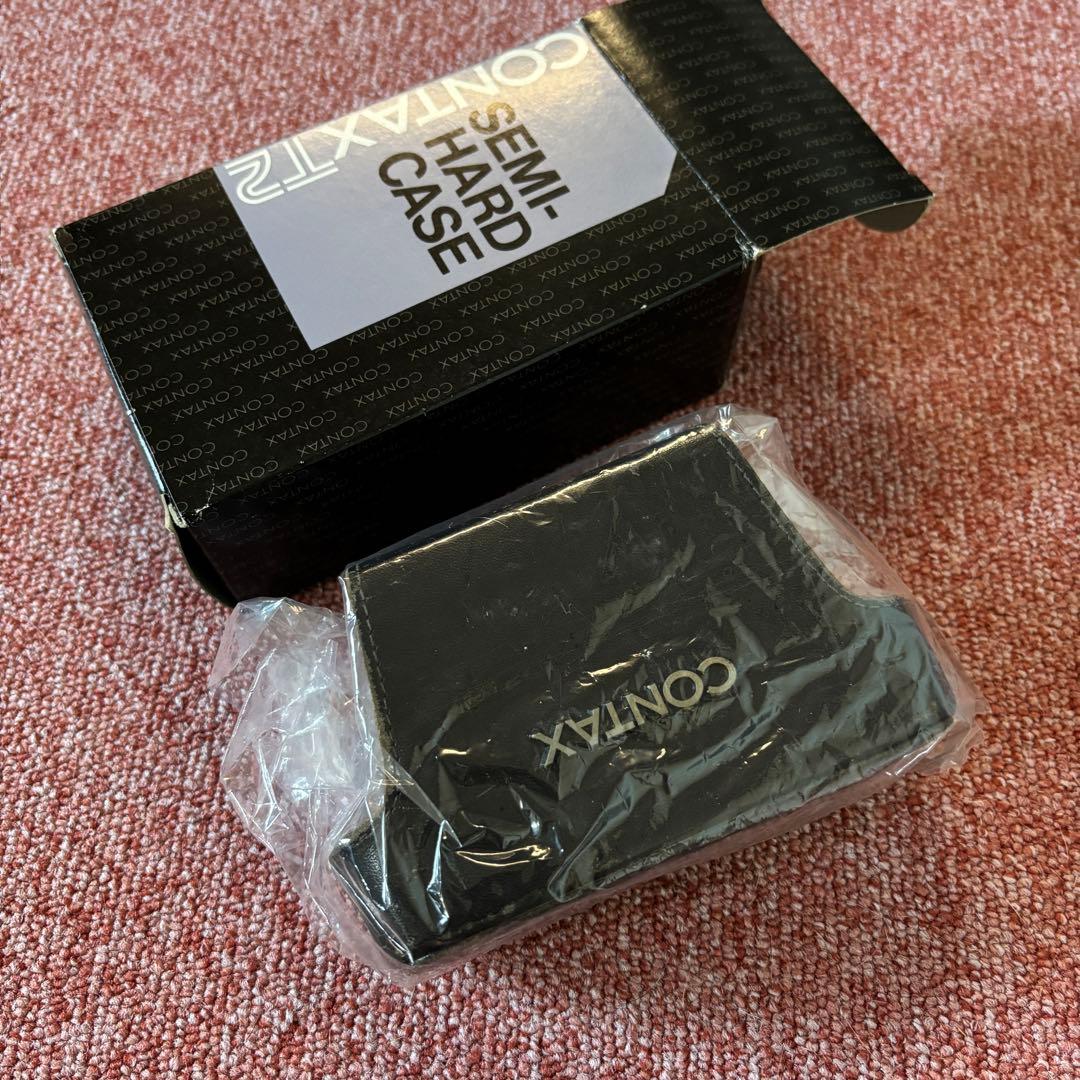 CONTAX T2
SEMI-
HARD
CASE
CONTAX